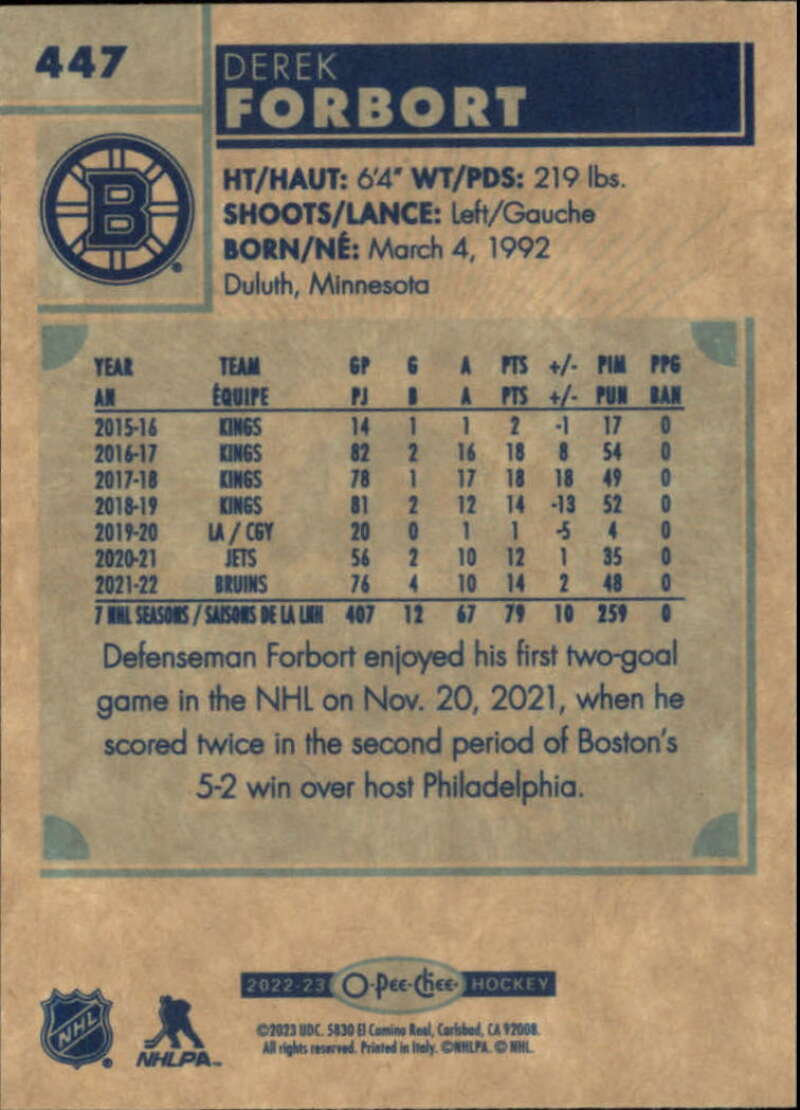 447
DEREK
FORBORT
B
HT/HAUT: 6'4" WT/PDS: 219 lbs.
SHOOTS/LANCE: Left/Gauche
BORN/NÉ: March 4, 1992
Duluth, Minnesota
YEAR TEAM GP G A PTS +/- PIM PPG
AN ÉQUIPE PJ B A PTS +/- PUN BAN
2015-16 KINGS 14 1 1 2 -1 17 0
2016-17 KINGS 82 2 16 18 8 54 0
2017-18 KINGS 78 1 17 18 18 49 0
2018-19 KINGS 81 2 12 14 -13 52 0
2019-20 LA / CGY 20 0 1 1 -5 4 0
2020-21 JETS 56 2 10 12 1 35 0
2021-22 BRUINS 76 4 10 14 2 48 0
7 NHL SEASONS / SAISONS DE LA LNH 407 12 67 79 10 259 0
Defenseman Forbort enjoyed his first two-goal
game in the NHL on Nov. 20, 2021, when he
scored twice in the second period of Boston's
5-2 win over host Philadelphia.
2022-23 O-Pee-Chee HOCKEY
NHL
NHLPA
©2023 UDC. 5830 El Camino Real, Carlsbad, CA 92008.
All rights reserved. Printed in Italy. ©NHLPA. © NHL.